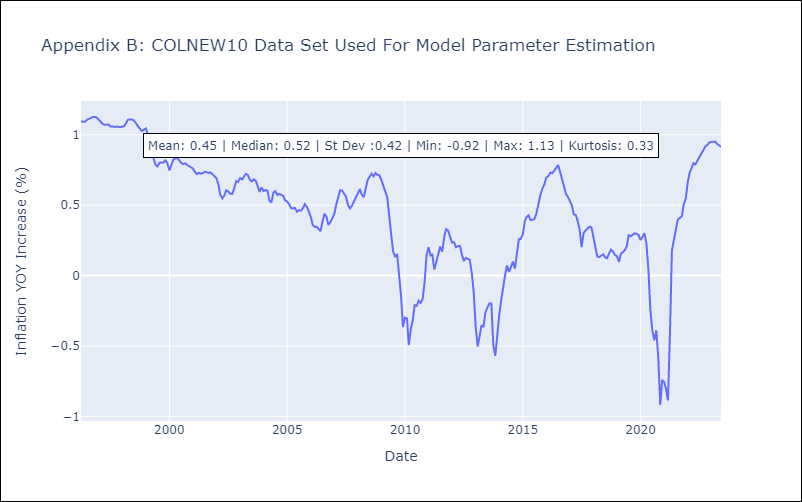 Appendix B: COLNEW10 Data Set Used For Model Parameter Estimation
Mean: 0.45 | Median: 0.52 | St Dev :0.42 | Min: -0.92 | Max: 1.13 | Kurtosis: 0.33
Inflation YOY Increase (%)
1
0.5
0
−0.5
−1
2000
2005
2010
2015
2020
Date